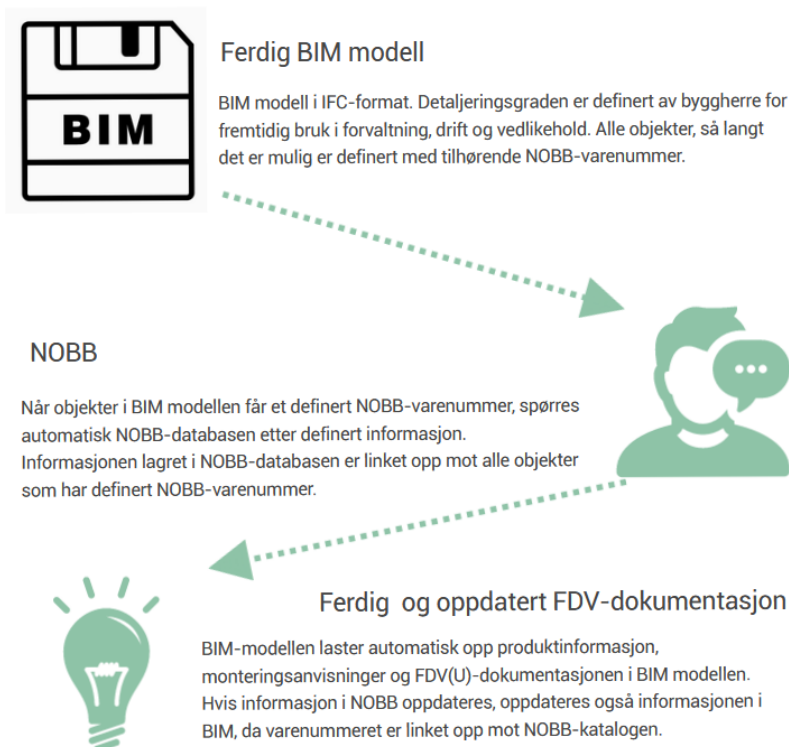 BIM
Ferdig BIM modell
BIM modell i IFC-format. Detaljeringsgraden er definert av byggherre for
fremtidig bruk i forvaltning, drift og vedlikehold. Alle objekter, så langt
det er mulig er definert med tilhørende NOBB-varenummer.
NOBB
Når objekter i BIM modellen får et definert NOBB-varenummer, spørres
automatisk NOBB-databasen etter definert informasjon.
Informasjonen lagret i NOBB-databasen er linket opp mot alle objekter
som har definert NOBB-varenummer.
Ferdig og oppdatert FDV-dokumentasjon
BIM-modellen laster automatisk opp produktinformasjon,
monteringsanvisninger og FDV(U)-dokumentasjonen i BIM modellen.
Hvis informasjon i NOBB oppdateres, oppdateres også informasjonen i
BIM, da varenummeret er linket opp mot NOBB-katalogen.